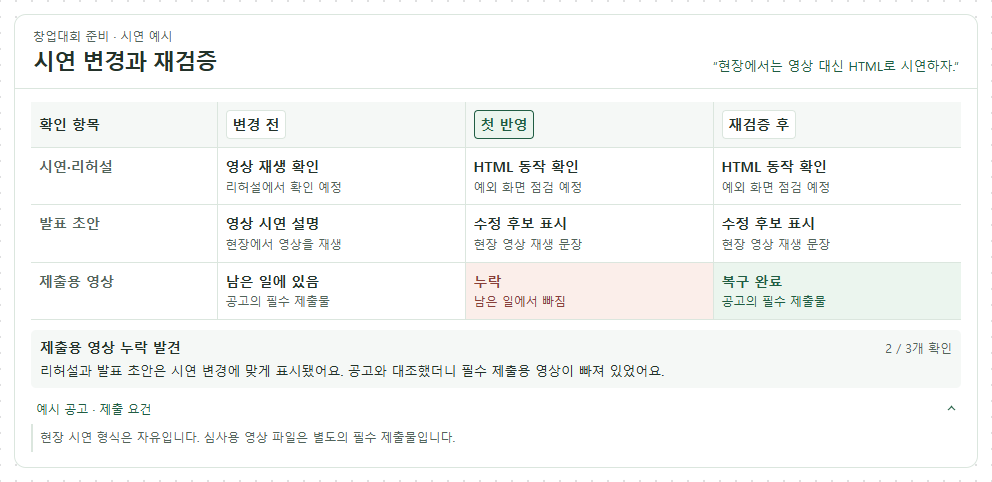 창업대회 준비 · 시연 예시
시연 변경과 재검증
"현장에서는 영상 대신 HTML로 시연하자."
확인 항목
변경 전
첫 반영
재검증 후
시연·리허설
영상 재생 확인
리허설에서 확인 예정
HTML 동작 확인
예외 화면 점검 예정
HTML 동작 확인
예외 화면 점검 예정
발표 초안
영상 시연 설명
현장에서 영상을 재생
수정 후보 표시
현장 영상 재생 문장
수정 후보 표시
현장 영상 재생 문장
제출용 영상
남은 일에 있음
공고의 필수 제출물
누락
남은 일에서 빠짐
복구 완료
공고의 필수 제출물
제출용 영상 누락 발견
2 / 3개 확인
리허설과 발표 초안은 시연 변경에 맞게 표시됐어요. 공고와 대조했더니 필수 제출용 영상이 빠져 있었어요.
예시 공고 · 제출 요건
현장 시연 형식은 자유입니다. 심사용 영상 파일은 별도의 필수 제출물입니다.